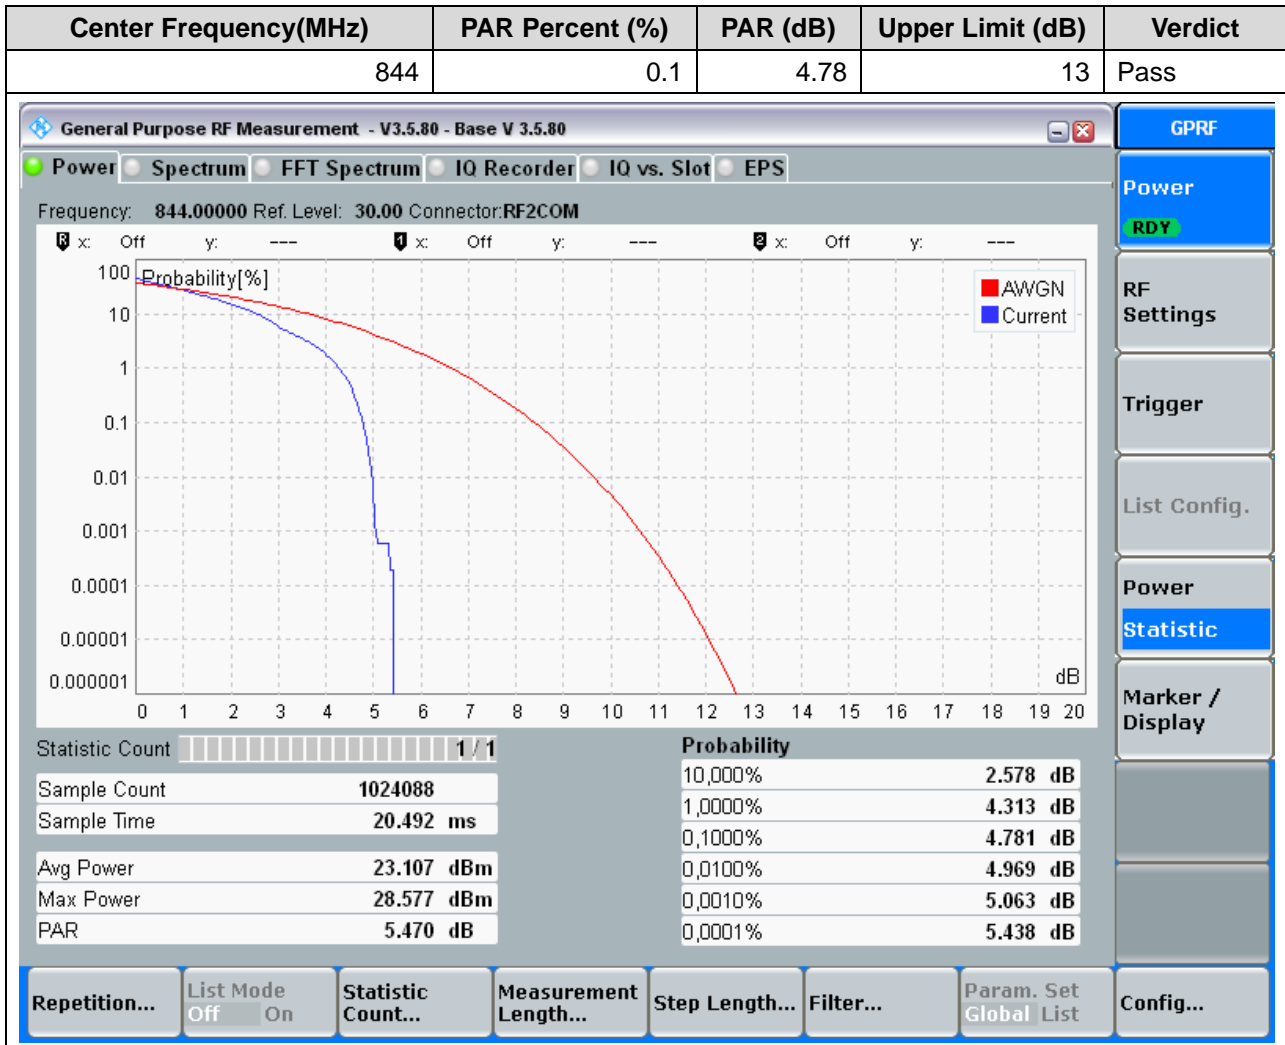 Center Frequency(MHz) PAR Percent (%) PAR (dB) Upper Limit (dB) Verdict
844 0.1 4.78 13 Pass
General Purpose RF Measurement - V3.5.80 - Base V 3.5.80
GPRF
Power Spectrum FFT Spectrum IQ Recorder IQ vs. Slot EPS
Frequency: 844.00000 Ref. Level: 30.00 Connector:RF2COM
R x: Off y: --- 1 x: Off y: --- 2 x: Off y: ---
Probability[%]
100
10
1
0.1
0.01
0.001
0.0001
0.00001
0.000001
AWGN
Current
dB
0 1 2 3 4 5 6 7 8 9 10 11 12 13 14 15 16 17 18 19 20
Statistic Count 1 / 1
Sample Count 1024088
Sample Time 20.492 ms
Avg Power 23.107 dBm
Max Power 28.577 dBm
PAR 5.470 dB
Probability
10,000% 2.578 dB
1,0000% 4.313 dB
0,1000% 4.781 dB
0,0100% 4.969 dB
0,0010% 5.063 dB
0,0001% 5.438 dB
Power
RDY
RF
Settings
Trigger
List Config.
Power
Statistic
Marker /
Display
Repetition...
List Mode
Off On
Statistic
Count...
Measurement
Length...
Step Length...
Filter...
Param. Set
Global List
Config...